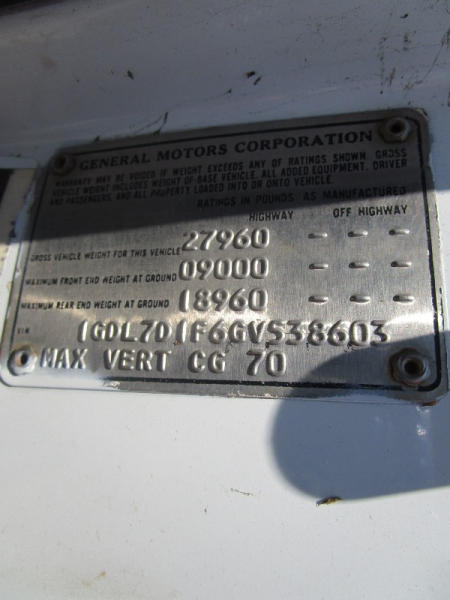 GENERAL MOTORS CORPORATION
WARRANTY MAY BE VOIDED IF WEIGHT EXCEEDS ANY OF RATINGS SHOWN. GROSS
VEHICLE WEIGHT INCLUDES WEIGHT OF BASE VEHICLE, ALL ADDED EQUIPMENT, DRIVER
AND PASSENGERS, AND ALL PROPERTY LOADED INTO OR ONTO VEHICLE.
RATINGS IN POUNDS AS MANUFACTURED
HIGHWAY OFF HIGHWAY
GROSS VEHICLE WEIGHT FOR THIS VEHICLE 27960 - - -
MAXIMUM FRONT END WEIGHT AT GROUND 09000 - - -
MAXIMUM REAR END WEIGHT AT GROUND 18960 - - -
VIN 1GDL7D1F6GV538603
MAX VERT CG 70